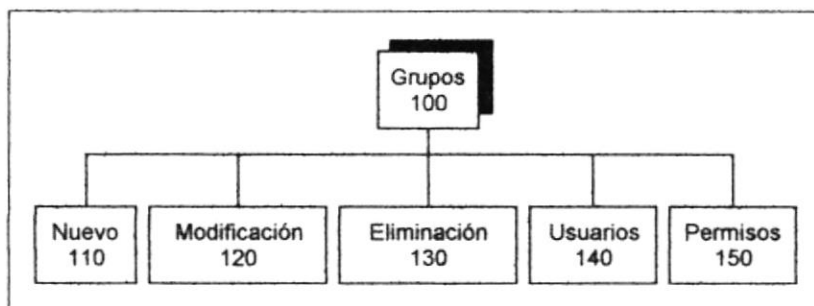 Grupos
100
Nuevo
110
Modificación
120
Eliminación
130
Usuarios
140
Permisos
150